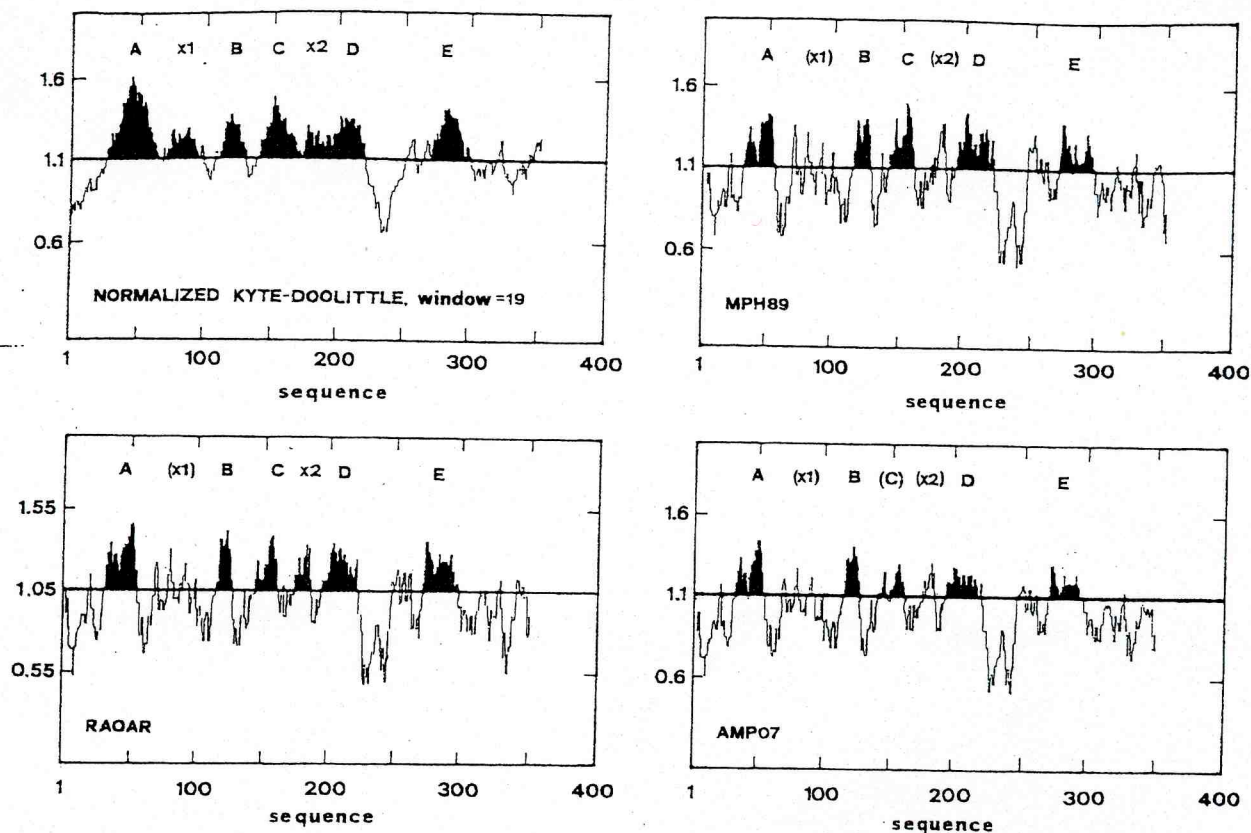 A x1 B C x2 D E
1.6
1.1
0.6
NORMALIZED KYTE-DOOLITTLE, window =19
1 100 200 300 400
sequence
A (x1) B C (x2) D E
1.6
1.1
0.6
MPH89
1 100 200 300 400
sequence
A (x1) B C x2 D E
1.55
1.05
0.55
RAOAR
1 100 200 300 400
sequence
A (x1) B (C) (x2) D E
1.6
1.1
0.6
AMP07
1 100 200 300 400
sequence